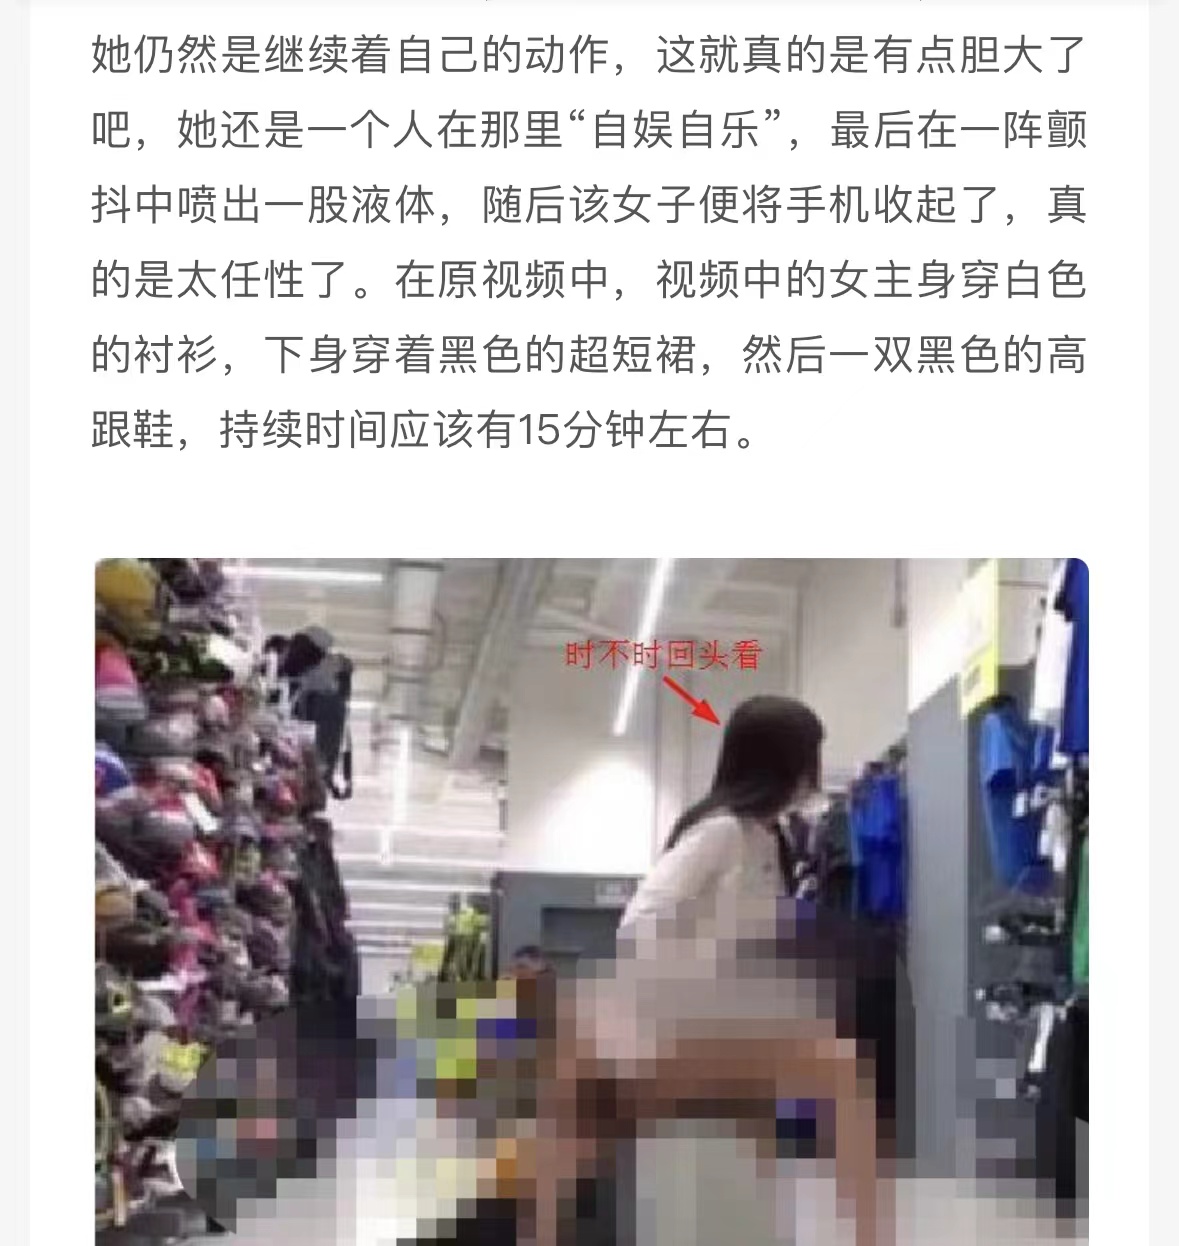 她仍然是继续着自己的动作，这就真的是有点胆大了
吧，她还是一个人在那里“自娱自乐”，最后在一阵颤
抖中喷出一股液体，随后该女子便将手机收起了，真
的是太任性了。在原视频中，视频中的女主身穿白色
的衬衫，下身穿着黑色的超短裙，然后一双黑色的高
跟鞋，持续时间应该有15分钟左右。
时不时回头看